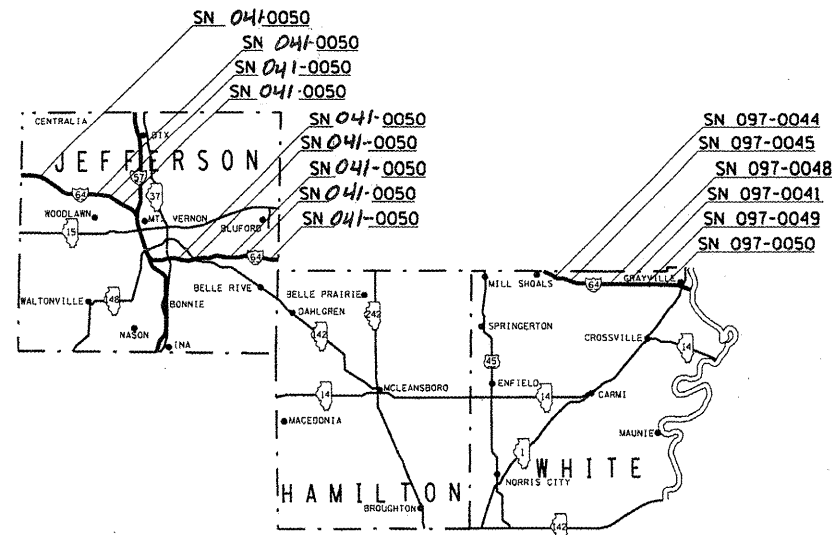 SN 041-0050
SN 041-0050
SN 041-0050
SN 041-0050
SN 041-0050
SN 041-0050
SN 041-0050
SN 041-0050
SN 041-0050
SN 097-0044
SN 097-0045
SN 097-0048
SN 097-0041
SN 097-0049
SN 097-0050
CENTRALIA
DIX
JEFFERSON
57
64
37
WOODLAWN
MT. VERNON
BLUFORD
15
64
WALTONVILLE
148
BONNIE
NASON
INA
BELLE RIVE
BELLE PRAIRIE
DAHLGREN
242
142
MCLEANSBORO
14
MACEDONIA
HAMILTON
BROUGHTON
MILL SHOALS
64
GRAYVILLE
SPRINGERTON
CROSSVILLE
14
45
ENFIELD
14
CARMI
MAUNIE
1
WHITE
NORRIS CITY
142